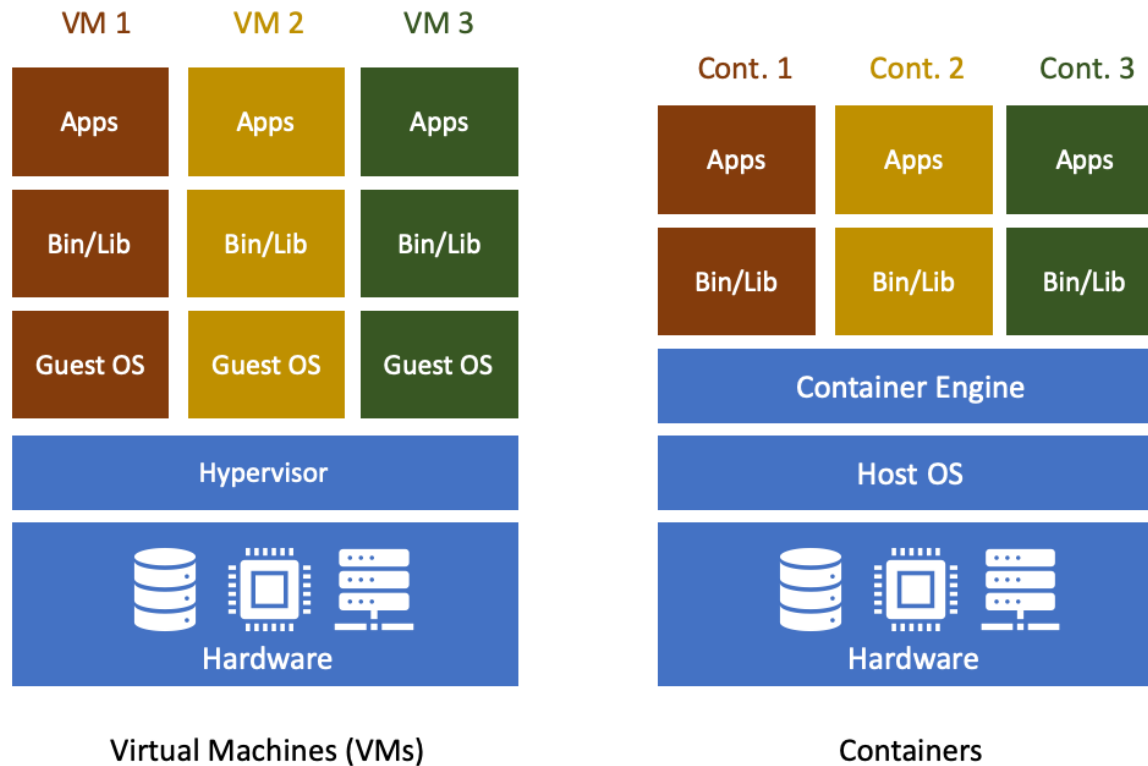 VM 1 VM 2 VM 3
Apps Apps Apps
Bin/Lib Bin/Lib Bin/Lib
Guest OS Guest OS Guest OS
Hypervisor
Hardware
Virtual Machines (VMs)
Cont. 1 Cont. 2 Cont. 3
Apps Apps Apps
Bin/Lib Bin/Lib Bin/Lib
Container Engine
Host OS
Hardware
Containers